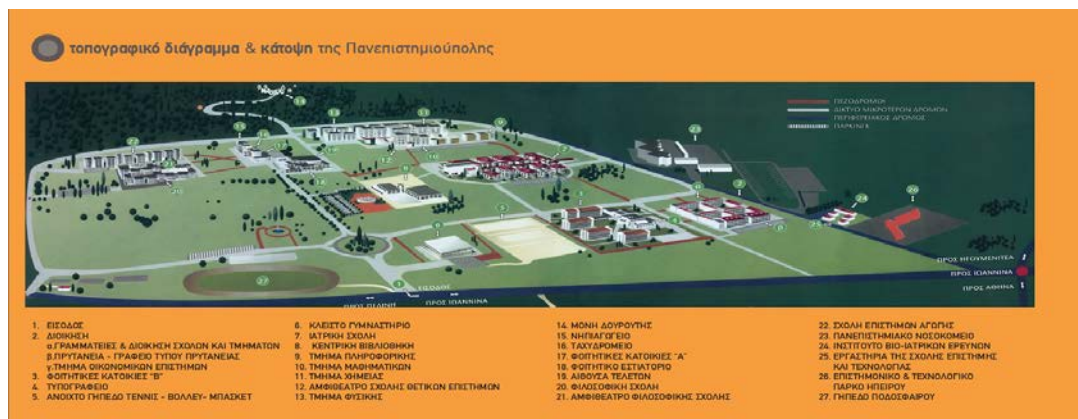 τοπογραφικό διάγραμμα & κάτοψη της Πανεπιστημιούπολης
ΠΕΖΟΔΡΟΜΟΙ
ΔΙΚΤΥΟ ΜΙΚΡΟΤΕΡΩΝ ΔΡΟΜΩΝ
ΠΕΡΙΦΕΡΕΙΑΚΟΣ ΔΡΟΜΟΣ
ΠΑΡΚΙΝΓΚ
ΠΡΟΣ ΗΓΟΥΜΕΝΙΤΣΑ
ΠΡΟΣ ΙΩΑΝΝΙΝΑ
ΠΡΟΣ ΑΘΗΝΑ
ΕΙΣΟΔΟΣ
ΠΡΟΣ ΠΕΔΙΝΗ
ΠΡΟΣ ΙΩΑΝΝΙΝΑ
1. ΕΙΣΟΔΟΣ
2. ΔΙΟΙΚΗΣΗ
α.ΓΡΑΜΜΑΤΕΙΕΣ & ΔΙΟΙΚΗΣΗ ΣΧΟΛΩΝ ΚΑΙ ΤΜΗΜΑΤΩΝ
β.ΠΡΥΤΑΝΕΙΑ - ΓΡΑΦΕΙΟ ΤΥΠΟΥ ΠΡΥΤΑΝΕΙΑΣ
γ.ΤΜΗΜΑ ΟΙΚΟΝΟΜΙΚΩΝ ΕΠΙΣΤΗΜΩΝ
3. ΦΟΙΤΗΤΙΚΕΣ ΚΑΤΟΙΚΙΕΣ "Β"
4. ΤΥΠΟΓΡΑΦΕΙΟ
5. ΑΝΟΙΧΤΟ ΓΗΠΕΔΟ ΤΕΝΝΙΣ - ΒΟΛΛΕΥ- ΜΠΑΣΚΕΤ
6. ΚΛΕΙΣΤΟ ΓΥΜΝΑΣΤΗΡΙΟ
7. ΙΑΤΡΙΚΗ ΣΧΟΛΗ
8. ΚΕΝΤΡΙΚΗ ΒΙΒΛΙΟΘΗΚΗ
9. ΤΜΗΜΑ ΠΛΗΡΟΦΟΡΙΚΗΣ
10. ΤΜΗΜΑ ΜΑΘΗΜΑΤΙΚΩΝ
11. ΤΜΗΜΑ ΧΗΜΕΙΑΣ
12. ΑΜΦΙΘΕΑΤΡΟ ΣΧΟΛΗΣ ΘΕΤΙΚΩΝ ΕΠΙΣΤΗΜΩΝ
13. ΤΜΗΜΑ ΦΥΣΙΚΗΣ
14. ΜΟΝΗ ΔΟΥΡΟΥΤΗΣ
15. ΝΗΠΙΑΓΩΓΕΙΟ
16. ΤΑΧΥΔΡΟΜΕΙΟ
17. ΦΟΙΤΗΤΙΚΕΣ ΚΑΤΟΙΚΙΕΣ "Α"
18. ΦΟΙΤΗΤΙΚΟ ΕΣΤΙΑΤΟΡΙΟ
19. ΑΙΘΟΥΣΑ ΤΕΛΕΤΩΝ
20. ΦΙΛΟΣΟΦΙΚΗ ΣΧΟΛΗ
21. ΑΜΦΙΘΕΑΤΡΟ ΦΙΛΟΣΟΦΙΚΗΣ ΣΧΟΛΗΣ
22. ΣΧΟΛΗ ΕΠΙΣΤΗΜΩΝ ΑΓΩΓΗΣ
23. ΠΑΝΕΠΙΣΤΗΜΙΑΚΟ ΝΟΣΟΚΟΜΕΙΟ
24. ΙΝΣΤΙΤΟΥΤΟ ΒΙΟ-ΙΑΤΡΙΚΩΝ ΕΡΕΥΝΩΝ
25. ΕΡΓΑΣΤΗΡΙΑ ΤΗΣ ΣΧΟΛΗΣ ΕΠΙΣΤΗΜΗΣ
ΚΑΙ ΤΕΧΝΟΛΟΓΙΑΣ
26. ΕΠΙΣΤΗΜΟΝΙΚΟ & ΤΕΧΝΟΛΟΓΙΚΟ
ΠΑΡΚΟ ΗΠΕΙΡΟΥ
27. ΓΗΠΕΔΟ ΠΟΔΟΣΦΑΙΡΟΥ